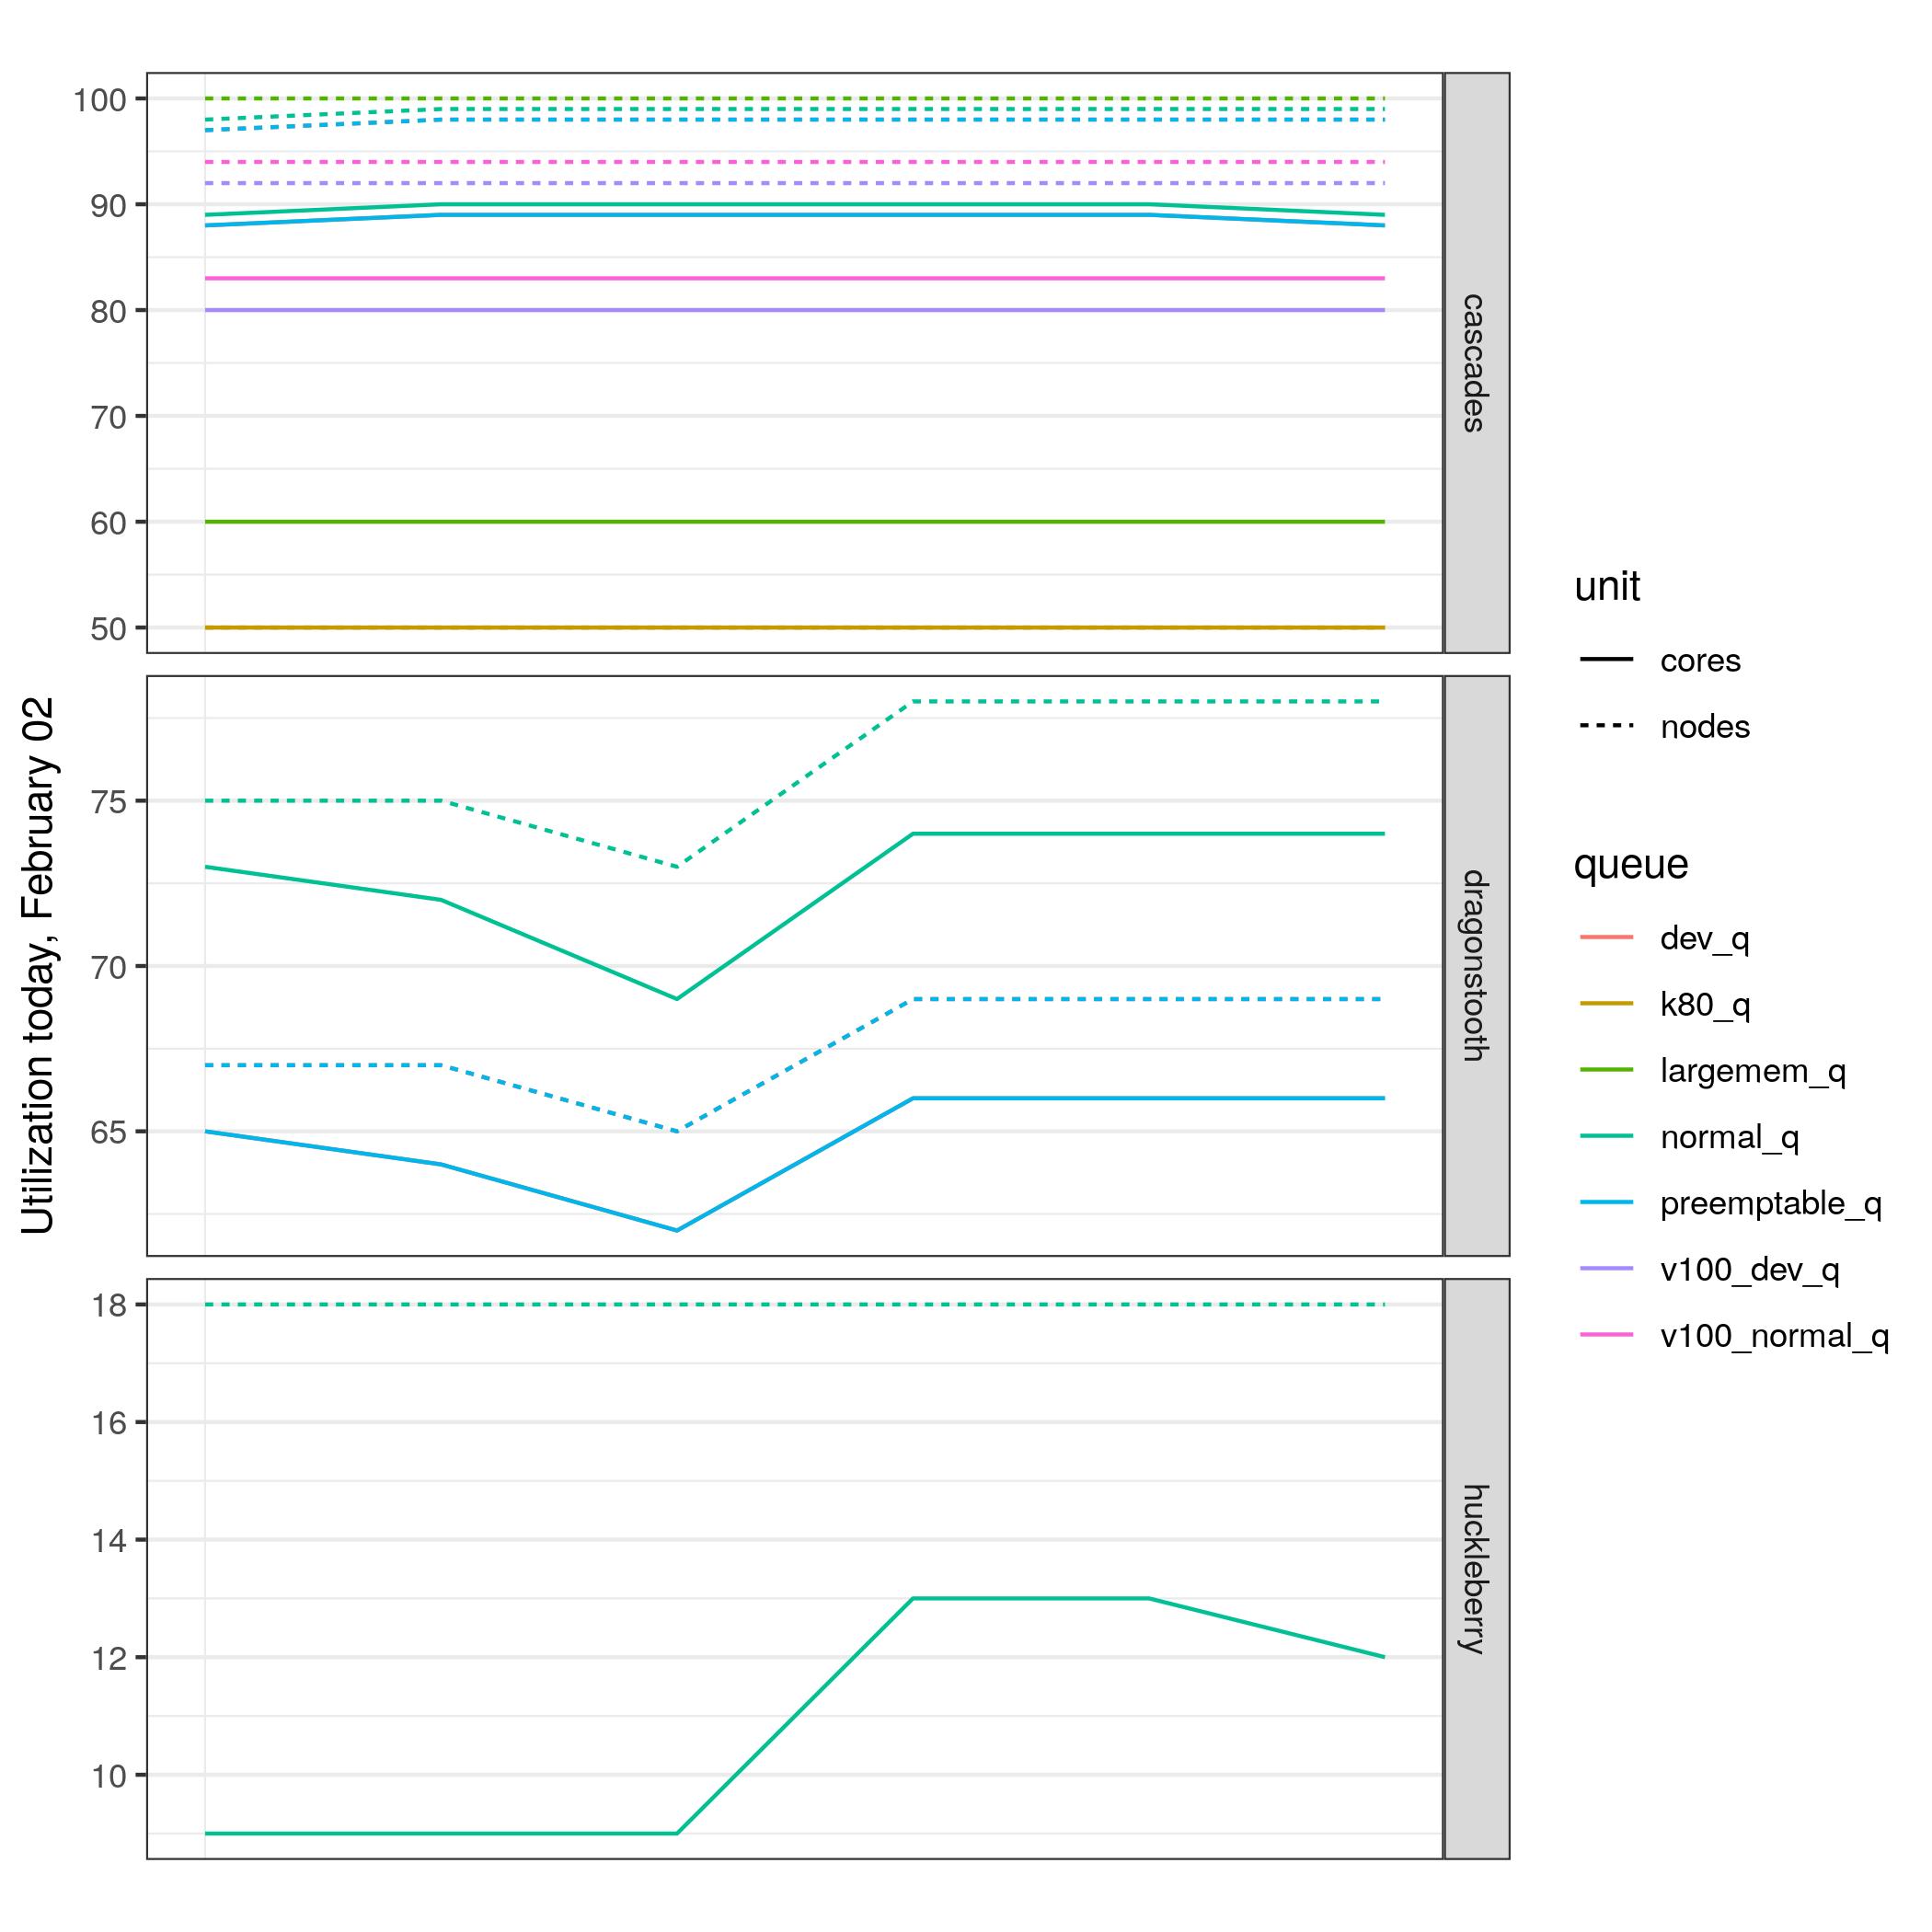 Utilization today, February 02
100
90
80
70
60
50
cascades
75
70
65
dragonstooth
18
16
14
12
10
huckleberry
unit
cores
nodes
queue
dev_q
k80_q
largemem_q
normal_q
preemptable_q
v100_dev_q
v100_normal_q